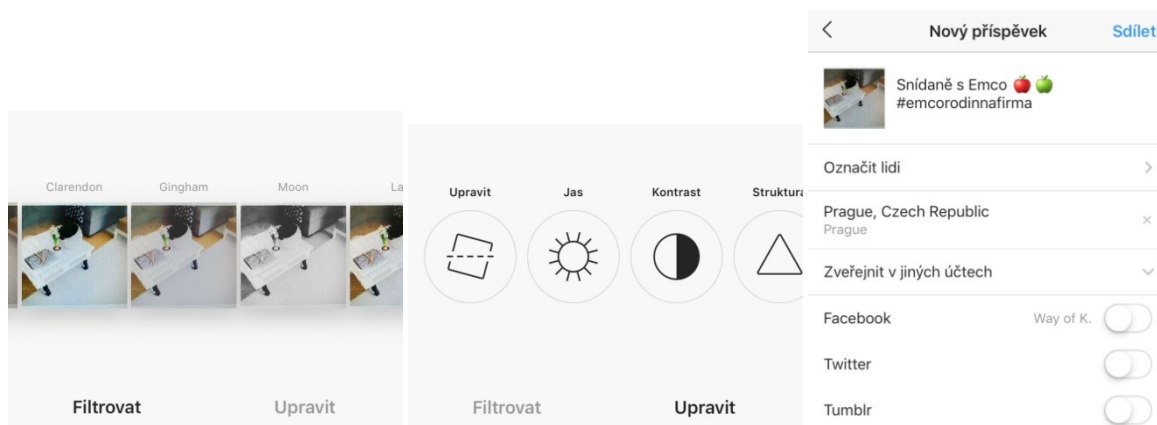 Clarendon
Gingham
Moon
La
Filtrovat
Upravit
Upravit
Jas
Kontrast
Struktura
Filtrovat
Upravit
Nový příspěvek
Sdílet
Snídaně s Emco 🍎 🍏
#emcorodinnafirma
Označit lidi
Prague, Czech Republic
Prague
Zveřejnit v jiných účtech
Facebook
Way of K.
Twitter
Tumblr